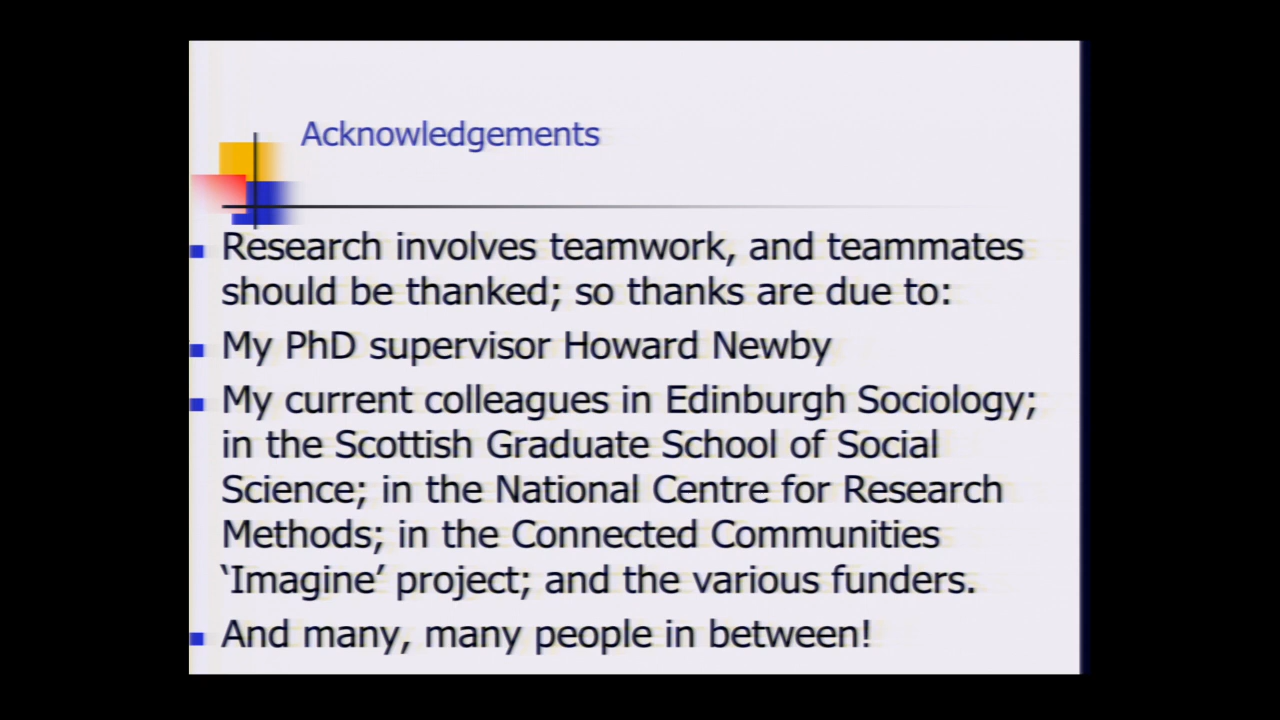 Acknowledgements
Research involves teamwork, and teammates
should be thanked; so thanks are due to:
My PhD supervisor Howard Newby
My current colleagues in Edinburgh Sociology;
in the Scottish Graduate School of Social
Science; in the National Centre for Research
Methods; in the Connected Communities
‘Imagine’ project; and the various funders.
And many, many people in between!